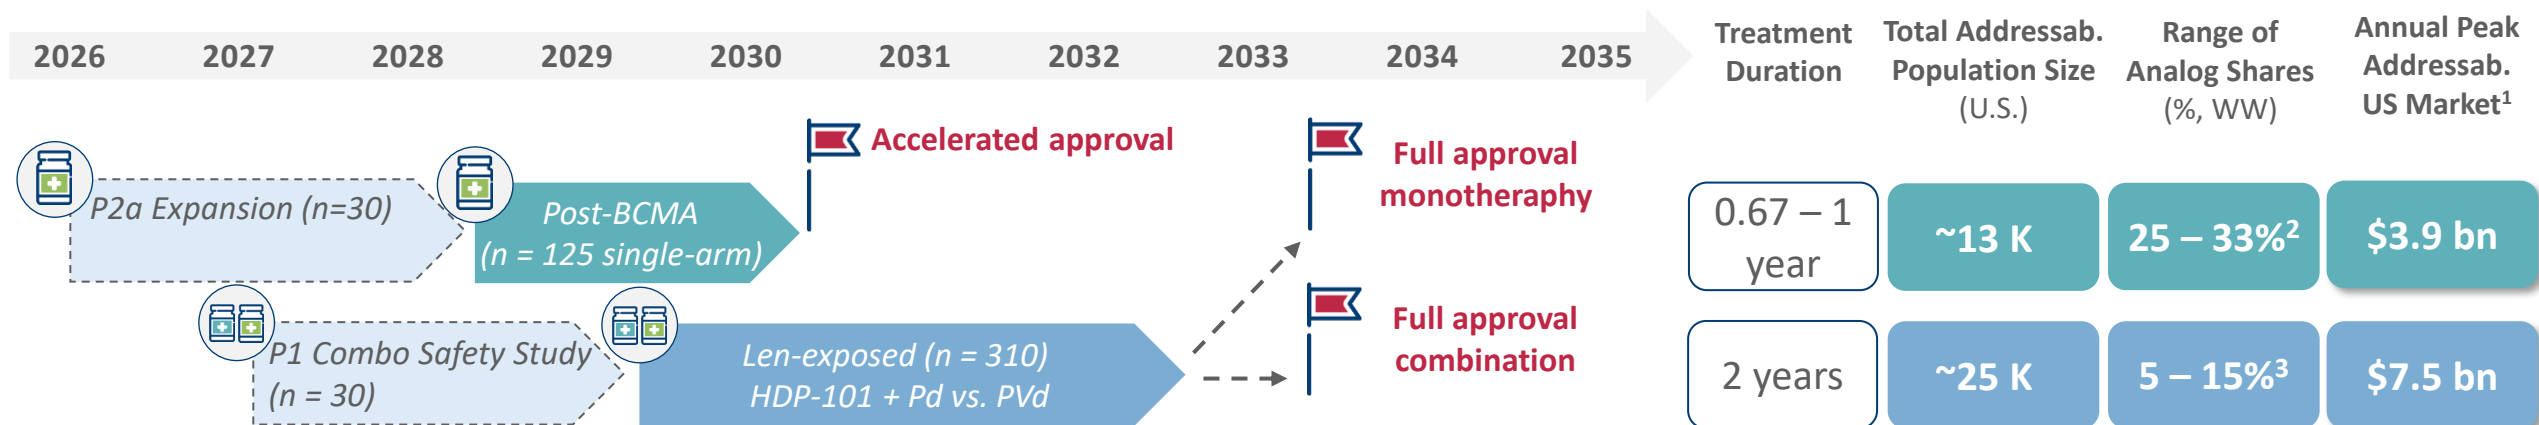 2026 2027 2028 2029 2030 2031 2032 2033 2034 2035
Treatment
Duration
Total Addressab.
Population Size
(U.S.)
Range of
Analog Shares
(%, WW)
Annual Peak
Addressab.
US Market¹
Accelerated approval
Full approval
monotheraphy
P2a Expansion (n=30)
Post-BCMA
(n = 125 single-arm)
0.67 – 1
year
~13 K
25 – 33%²
$3.9 bn
P1 Combo Safety Study
(n = 30)
Len-exposed (n = 310)
HDP-101 + Pd vs. PVd
Full approval
combination
2 years
~25 K
5 – 15%³
$7.5 bn